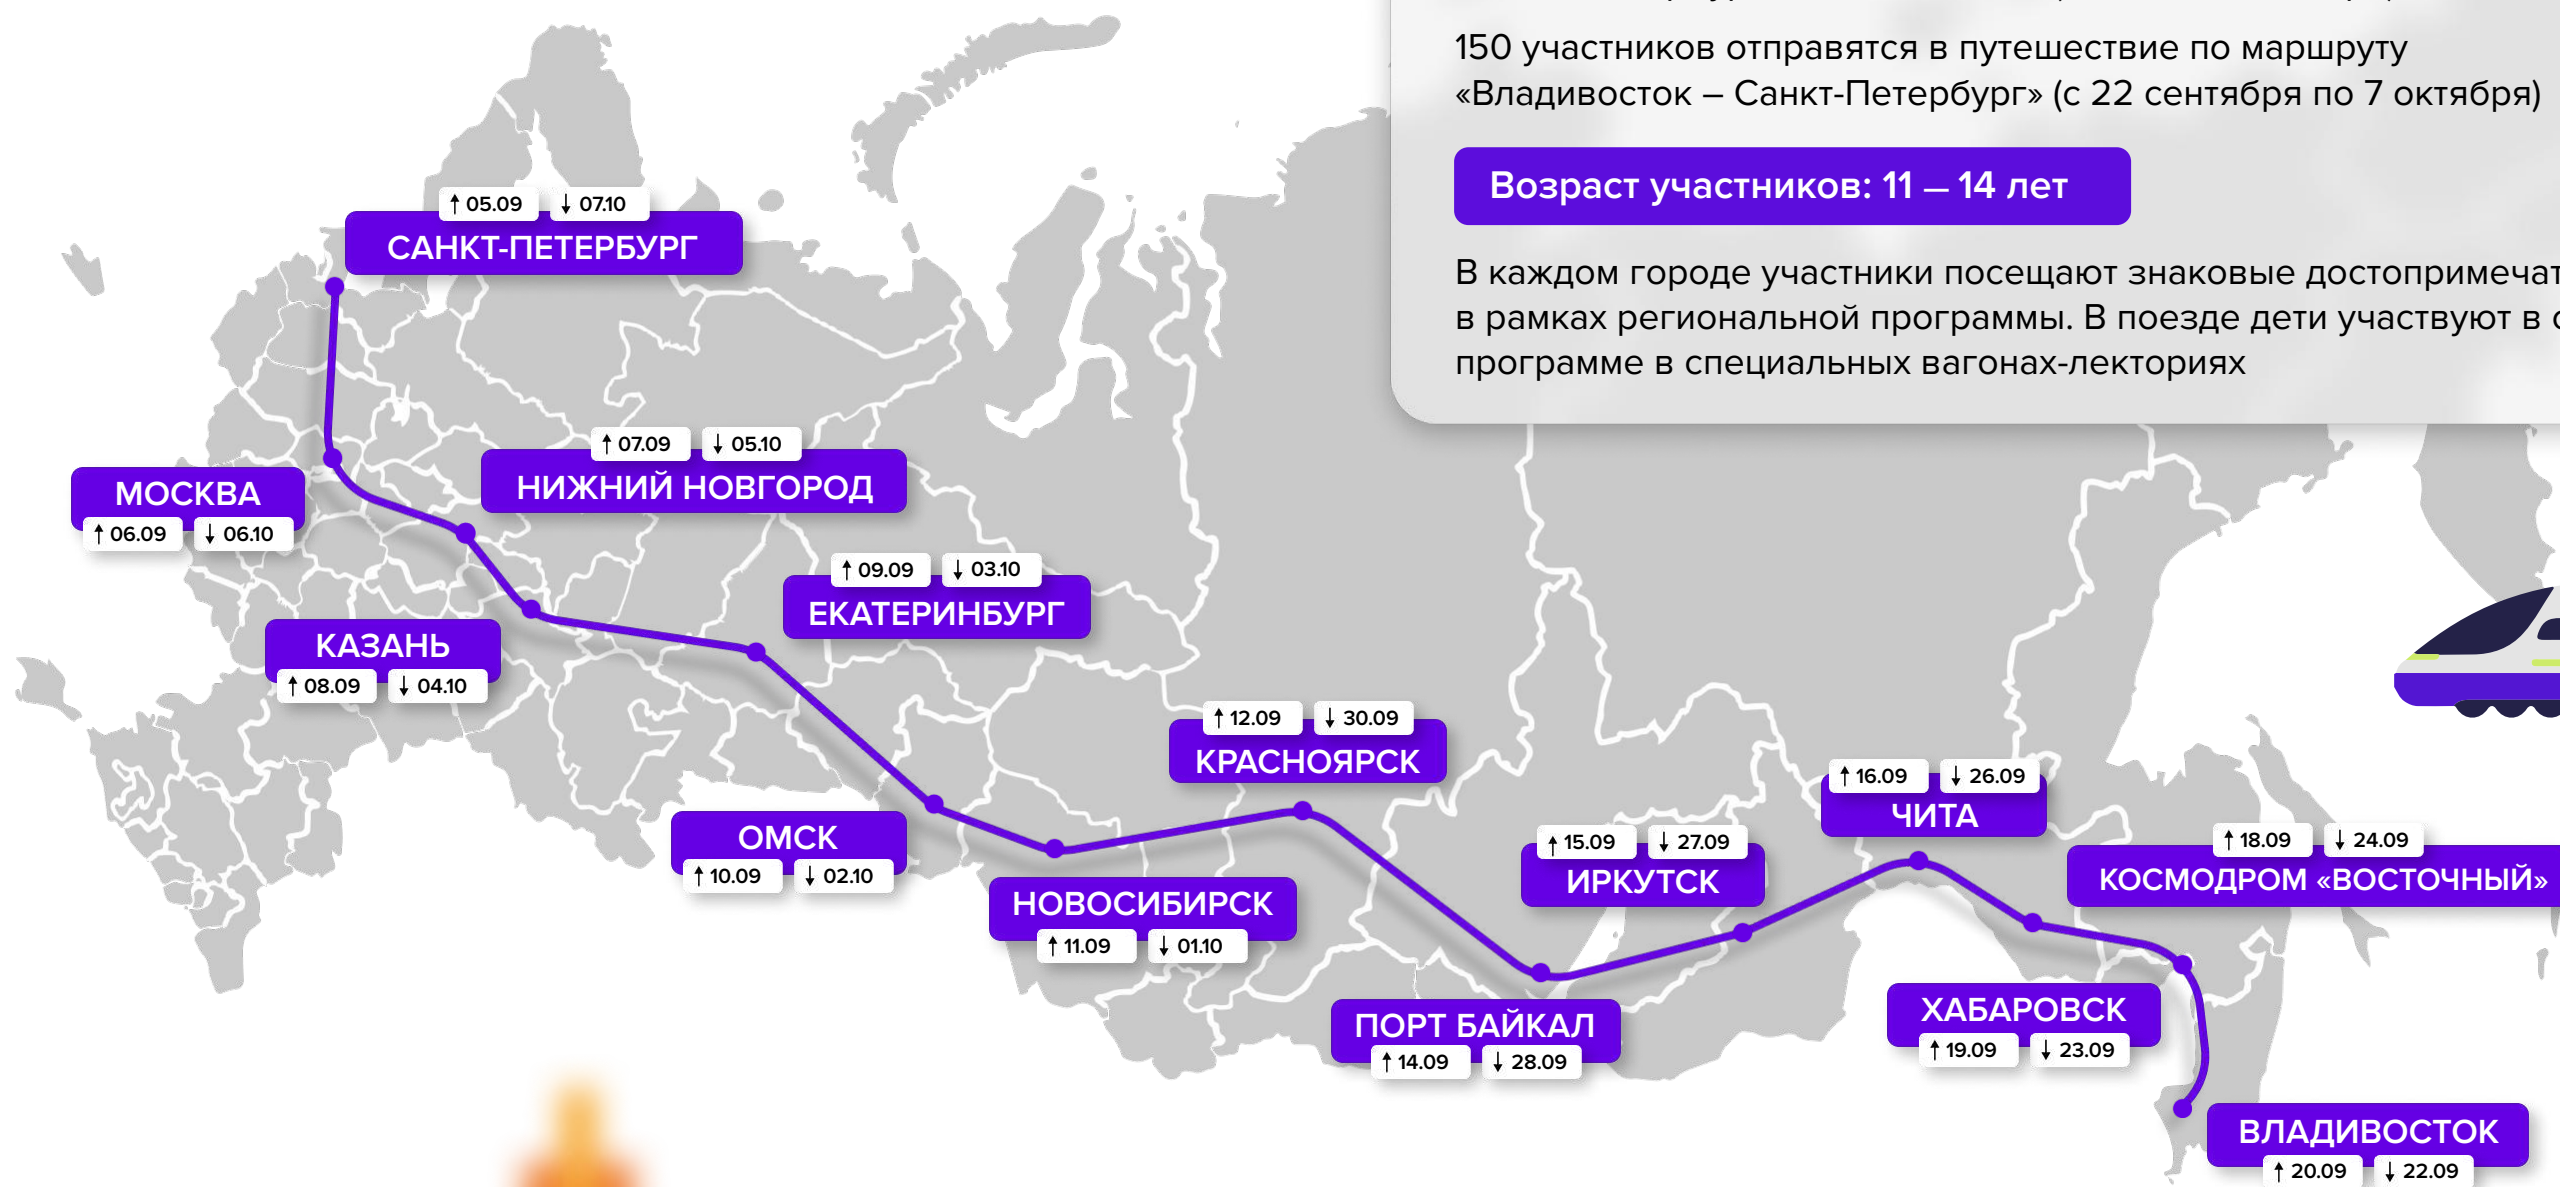 150 участников отправятся в путешествие по маршруту
«Владивосток – Санкт-Петербург» (с 22 сентября по 7 октября)
Возраст участников: 11 — 14 лет
В каждом городе участники посещают знаковые
в рамках региональной программы. В поезде дети участвуют в
программе в специальных вагонах-лекториях
↑ 05.09 ↓ 07.10
САНКТ-ПЕТЕРБУРГ
МОСКВА
↑ 06.09 ↓ 06.10
↑ 07.09 ↓ 05.10
НИЖНИЙ НОВГОРОД
КАЗАНЬ
↑ 08.09 ↓ 04.10
↑ 09.09 ↓ 03.10
ЕКАТЕРИНБУРГ
ОМСК
↑ 10.09 ↓ 02.10
НОВОСИБИРСК
↑ 11.09 ↓ 01.10
↑ 12.09 ↓ 30.09
КРАСНОЯРСК
ПОРТ БАЙКАЛ
↑ 14.09 ↓ 28.09
↑ 15.09 ↓ 27.09
ИРКУТСК
↑ 16.09 ↓ 26.09
ЧИТА
↑ 18.09 ↓ 24.09
КОСМОДРОМ «ВОСТОЧНЫЙ»
ХАБАРОВСК
↑ 19.09 ↓ 23.09
ВЛАДИВОСТОК
↑ 20.09 ↓ 22.09